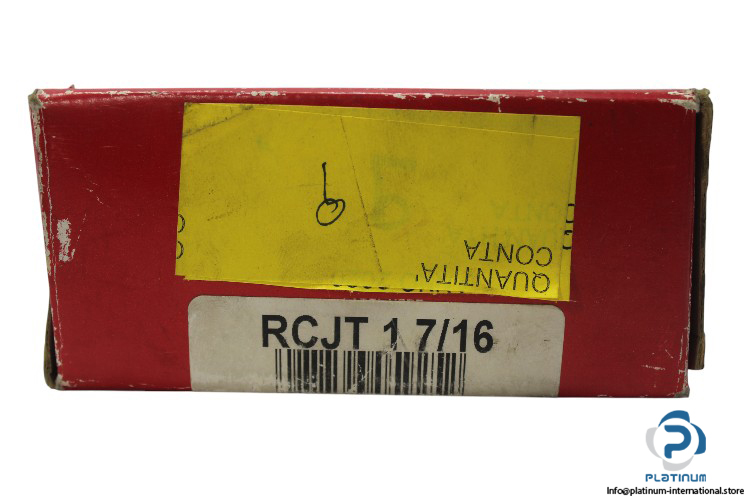 QUANTITA'
CONTA
RCJT 1 7/16
PLATINUM
Info@platinum-international.store